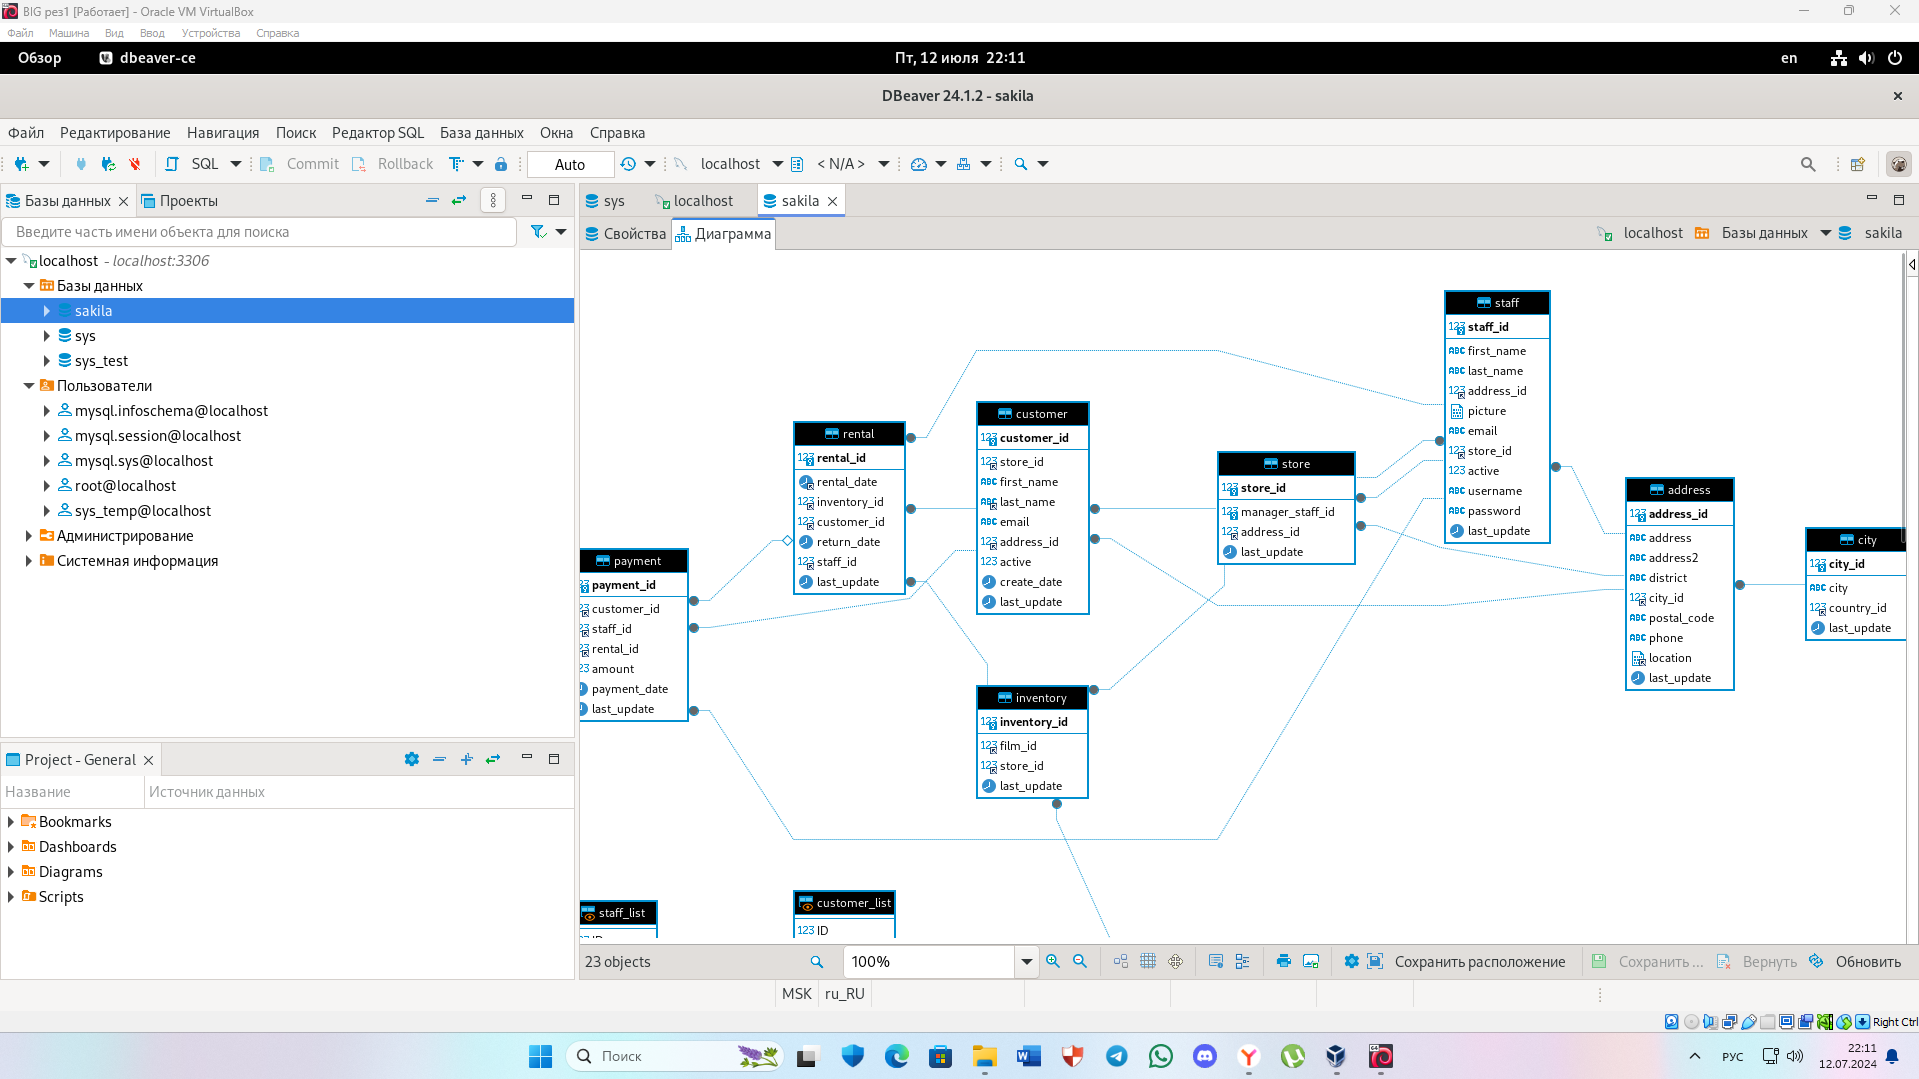 BIG рез1 [Работает] - Oracle VM VirtualBox
Файл Машина Вид Ввод Устройства Справка
Обзор dbeaver-ce Пт, 12 июля 22:11 en
DBeaver 24.1.2 - sakila
Файл Редактирование Навигация Поиск Редактор SQL База данных Окна Справка
SQL Commit Rollback Auto localhost < N/A >
Базы данных Проекты
Введите часть имени объекта для поиска
localhost - localhost:3306
Базы данных
sakila
sys
sys_test
Пользователи
mysql.infoschema@localhost
mysql.session@localhost
mysql.sys@localhost
root@localhost
sys_temp@localhost
Администрирование
Системная информация
Project - General
Название Источник данных
Bookmarks
Dashboards
Diagrams
Scripts
sys localhost sakila
Свойства Диаграмма localhost Базы данных sakila
payment
payment_id
customer_id
staff_id
rental_id
amount
payment_date
last_update
rental
rental_id
rental_date
inventory_id
customer_id
return_date
staff_id
last_update
customer
customer_id
store_id
first_name
last_name
email
address_id
active
create_date
last_update
inventory
inventory_id
film_id
store_id
last_update
store
store_id
manager_staff_id
address_id
last_update
staff
staff_id
first_name
last_name
address_id
picture
email
store_id
active
username
password
last_update
address
address_id
address
address2
district
city_id
postal_code
phone
location
last_update
city
city_id
city
country_id
last_update
staff_list
customer_list
123 ID
23 objects 100% Сохранить расположение Сохранить ... Вернуть Обновить
MSK ru_RU
Right Ctrl
Поиск
РУС
22:11
12.07.2024